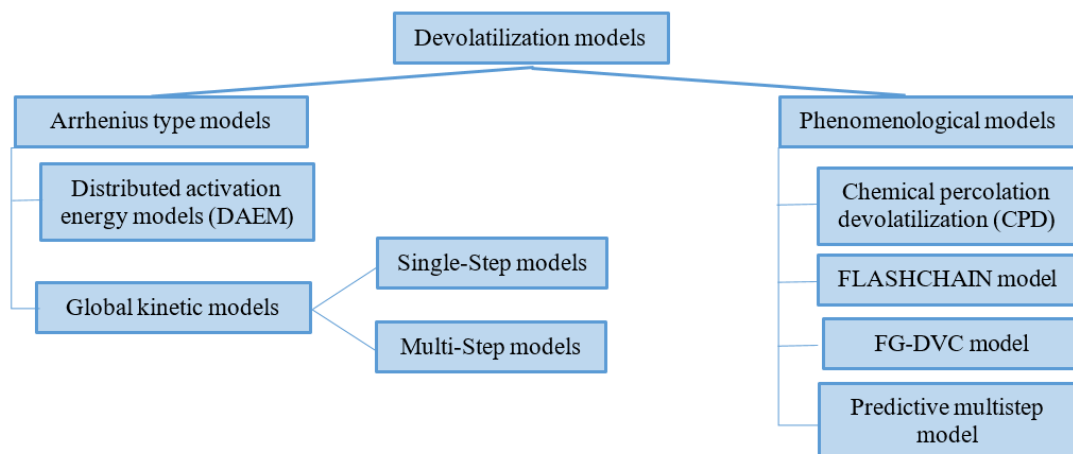 Devolatilization models
Arrhenius type models
Distributed activation
energy models (DAEM)
Global kinetic models
Single-Step models
Multi-Step models
Phenomenological models
Chemical percolation
devolatilization (CPD)
FLASHCHAIN model
FG-DVC model
Predictive multistep
model